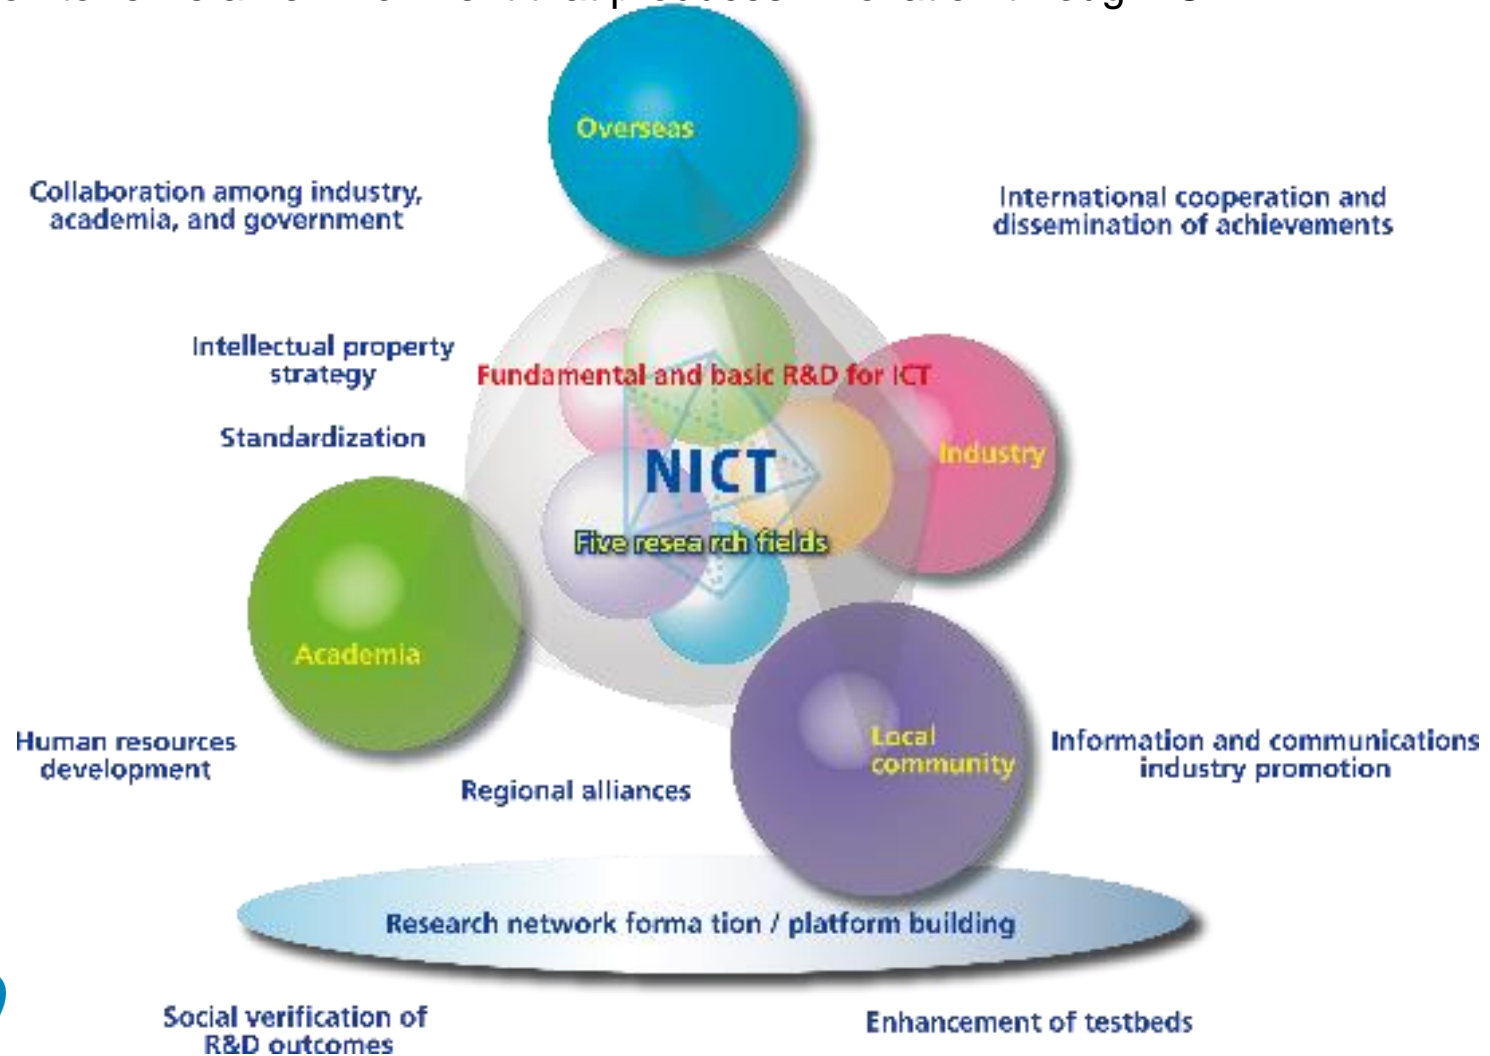 Overseas
Collaboration among industry,
academia, and government
International cooperation and
dissemination of achievements
Intellectual property
strategy
Fundamental and basic R&D for ICT
Standardization
Industry
NICT
Five resea rch fields
Academia
Local
community
Human resources
development
Information and communications
industry promotion
Regional alliances
Research network forma tion / platform building
Social verification of
R&D outcomes
Enhancement of testbeds